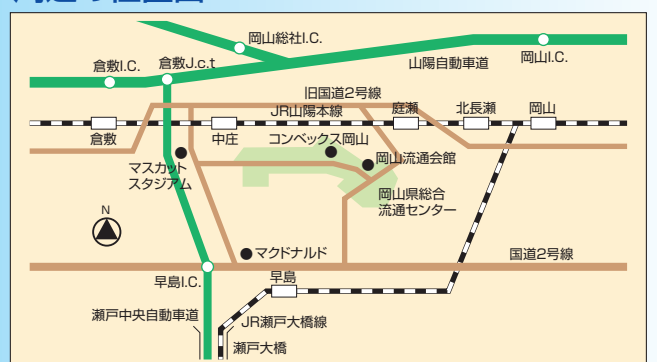 岡山総社I.C.
岡山I.C.
倉敷I.C.
倉敷J.c.t
山陽自動車道
旧国道2号線
JR山陽本線
庭瀬
北長瀬
岡山
倉敷
中庄
コンベックス岡山
岡山流通会館
マスカット
スタジアム
岡山県総合
流通センター
N
マクドナルド
国道2号線
早島I.C.
早島
瀬戸中央自動車道
JR瀬戸大橋線
瀬戸大橋